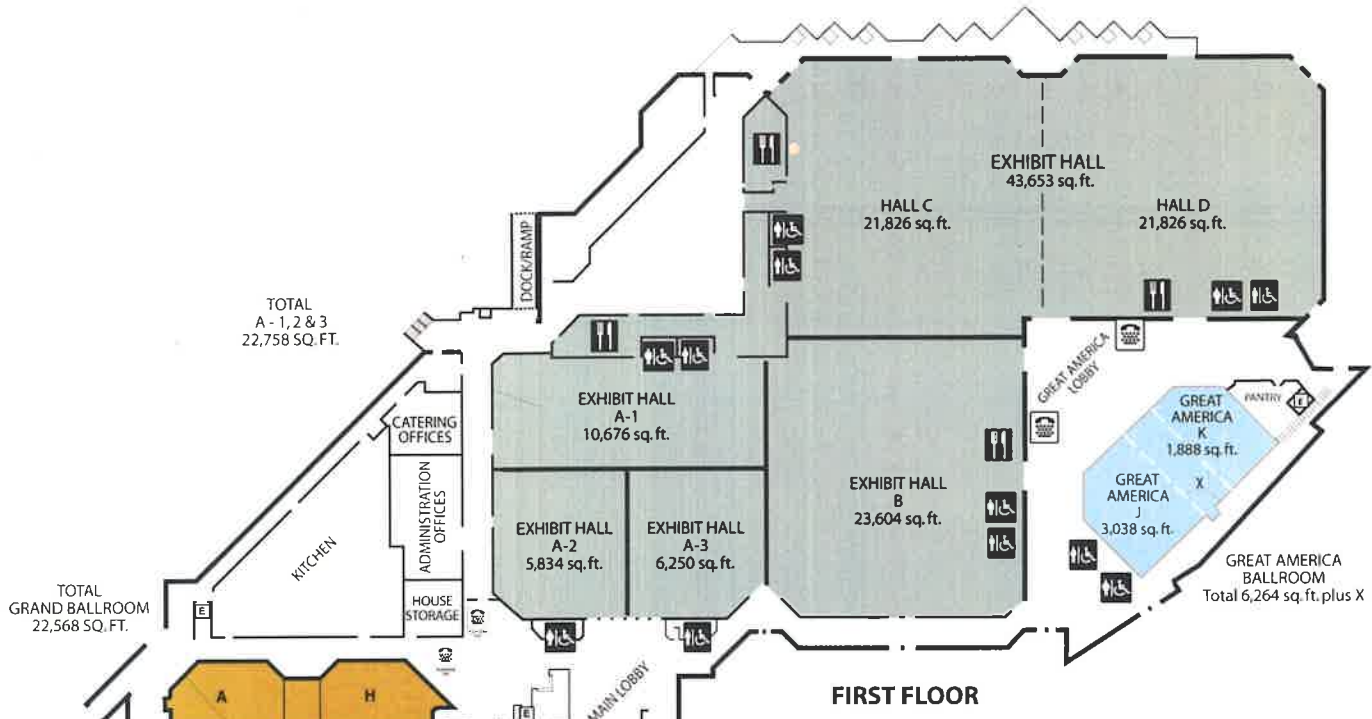 EXHIBIT HALL
43,653 sq. ft.
HALL C
21,826 sq. ft.
HALL D
21,826 sq. ft.
DOCK/RAMP
TOTAL
A - 1, 2 & 3
22,758 SQ. FT.
GREAT AMERICA
LOBBY
EXHIBIT HALL
A-1
10,676 sq. ft.
CATERING
OFFICES
PANTRY
E
GREAT
AMERICA
K
1,888 sq. ft.
GREAT
AMERICA
J
3,038 sq. ft.
X
ADMINISTRATION
OFFICES
EXHIBIT HALL
B
23,604 sq. ft.
EXHIBIT HALL
A-2
5,834 sq. ft.
EXHIBIT HALL
A-3
6,250 sq. ft.
KITCHEN
GREAT AMERICA
BALLROOM
Total 6,264 sq. ft. plus X
TOTAL
GRAND BALLROOM
22,568 SQ. FT.
E
HOUSE
STORAGE
A
H
E
MAIN LOBBY
FIRST FLOOR